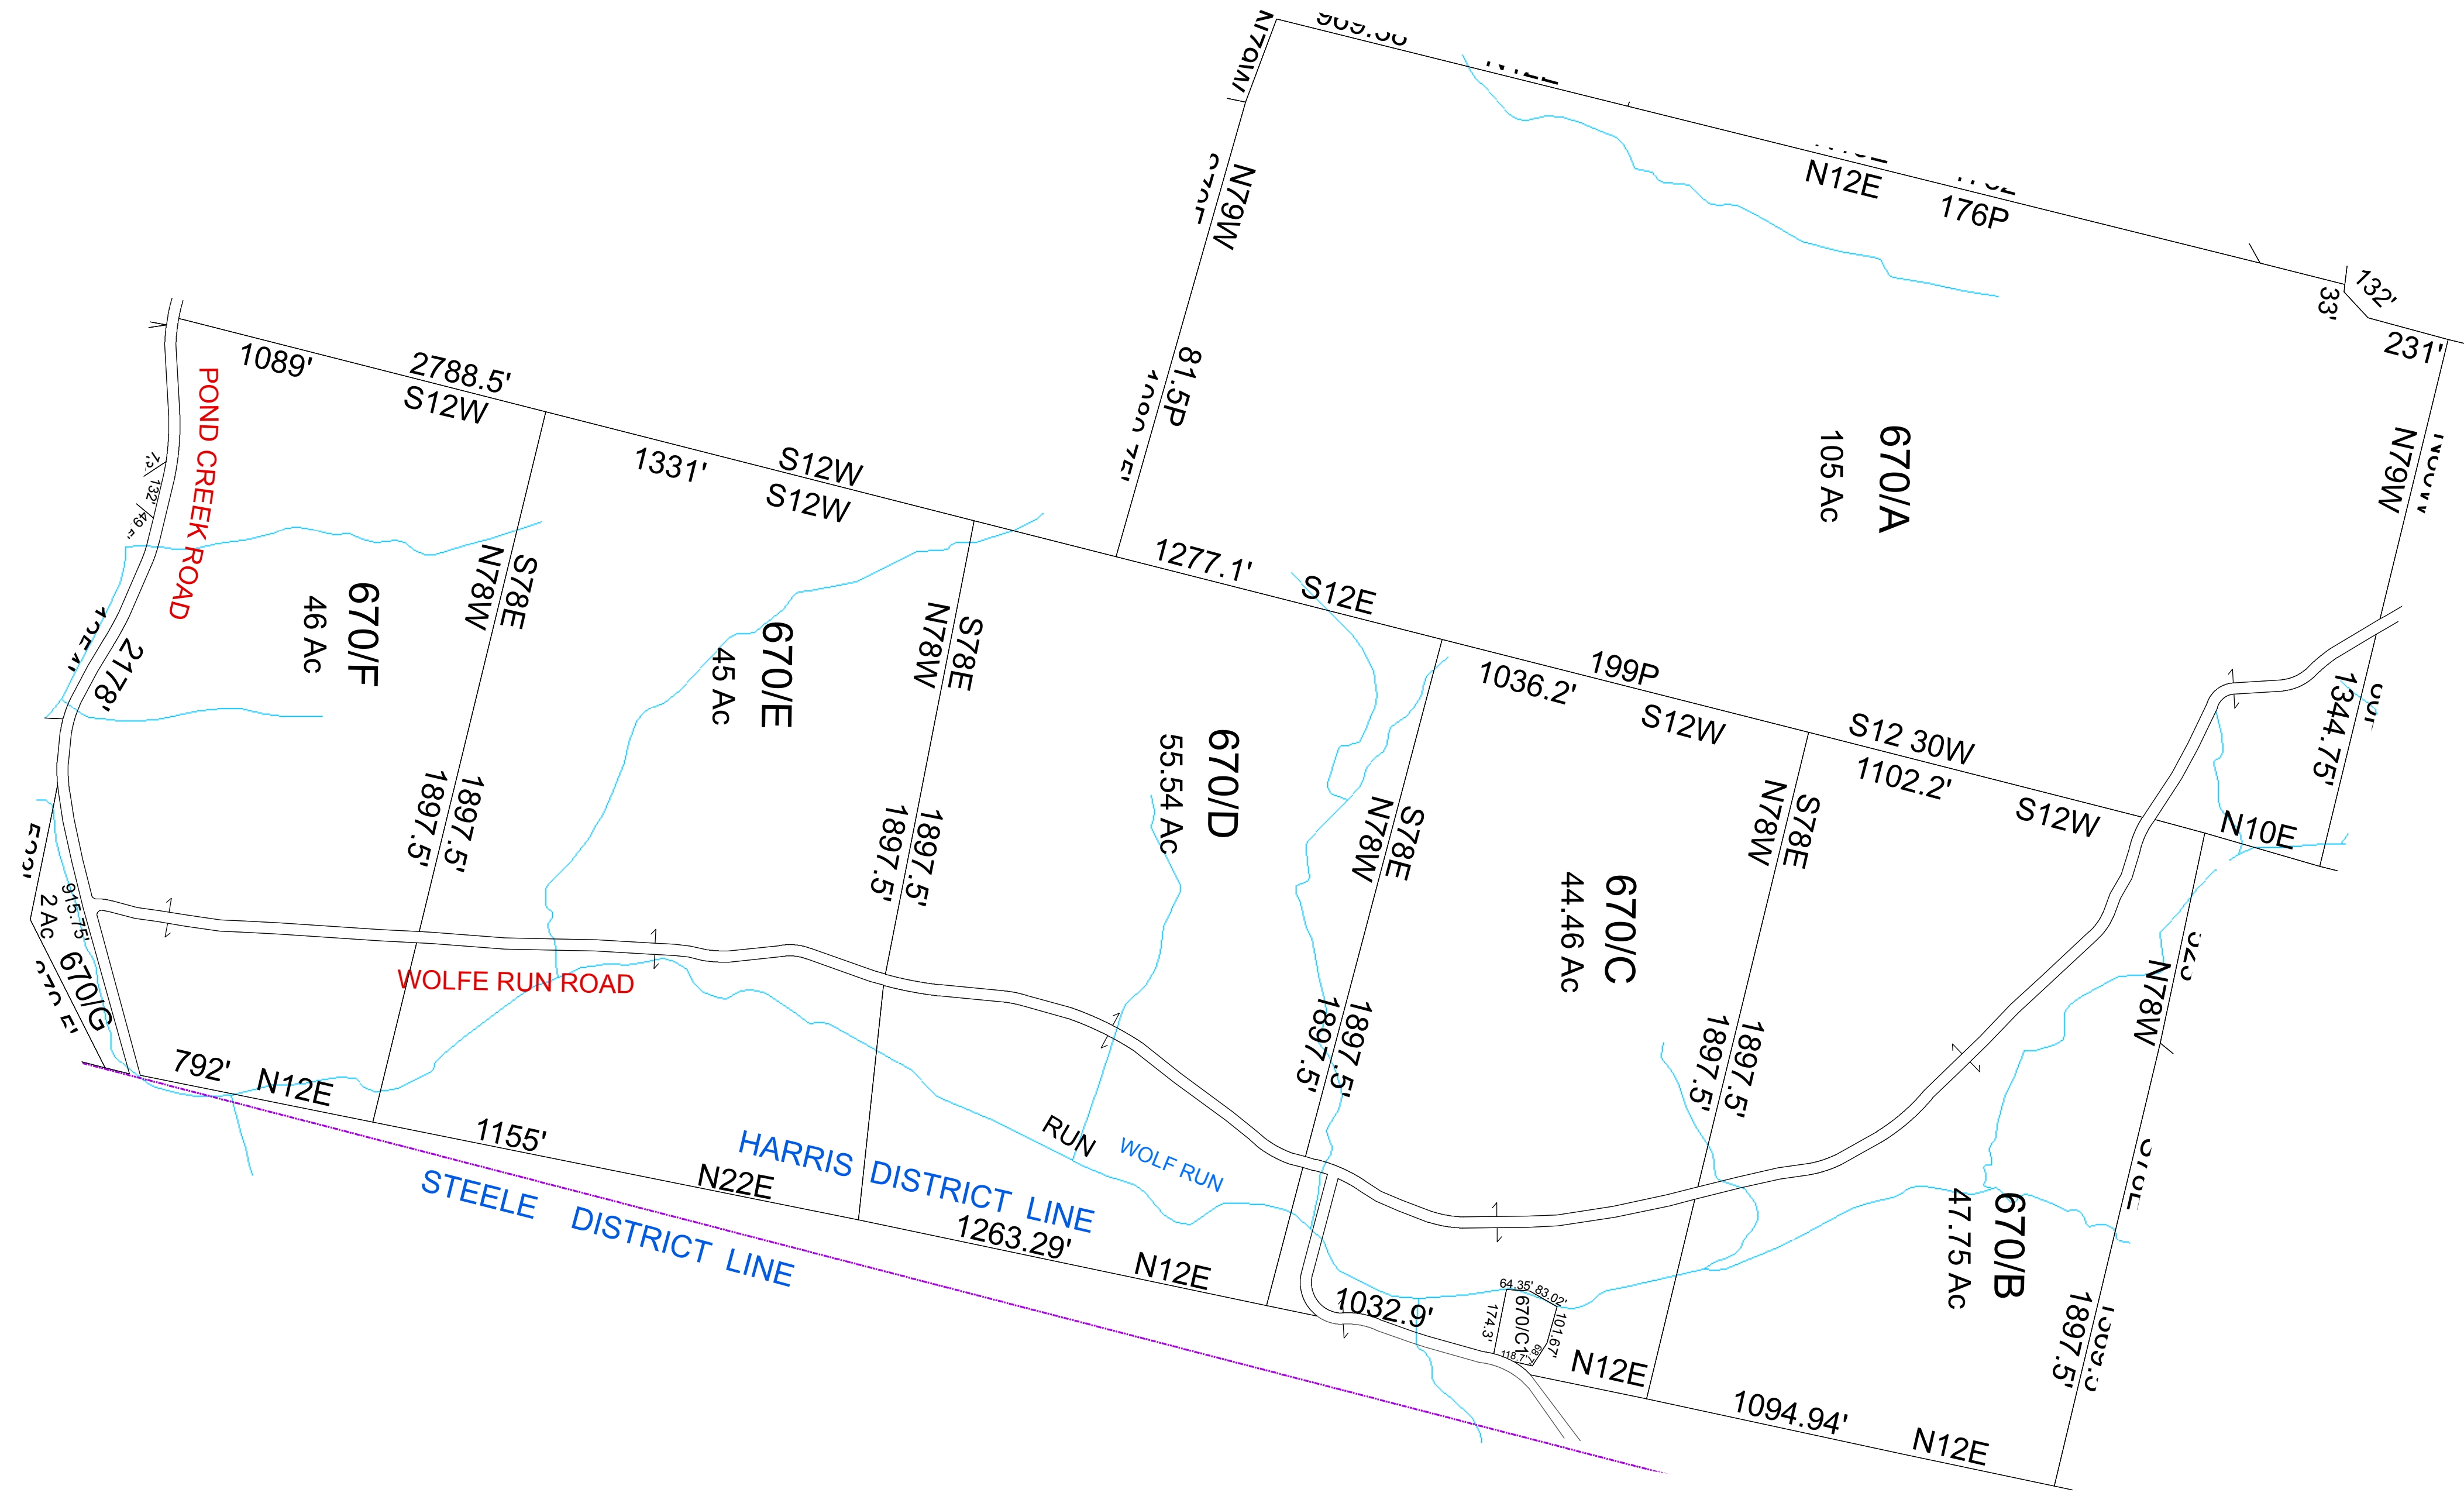 N12E
176P
132'
33'
231'
N79W
81.5P
670/A
105 Ac
N79W
1344.75'
N10E
1089'
2788.5'
S12W
1331'
S12W
S12W
1277.1'
S12E
199P
1036.2'
S12W
S12 30W
1102.2'
S12W
POND CREEK ROAD
132'
2178'
670/F
46 Ac
S78E
N78W
1897.5'
1897.5'
670/E
45 Ac
S78E
N78W
1897.5'
1897.5'
670/D
55.54 Ac
S78E
N78W
1897.5'
1897.5'
670/C
44.46 Ac
S78E
N78W
1897.5'
1897.5'
670/B
47.75 Ac
N78W
1897.5'
915.75'
2 Ac
670/G
WOLFE RUN ROAD
792'
N12E
1155'
N22E
RUN
WOLF RUN
HARRIS DISTRICT LINE
STEELE DISTRICT LINE
1263.29'
N12E
1032.9'
64.35'
83.02'
174.3'
670/C1
101.67'
118.7'
N12E
1094.94'
N12E